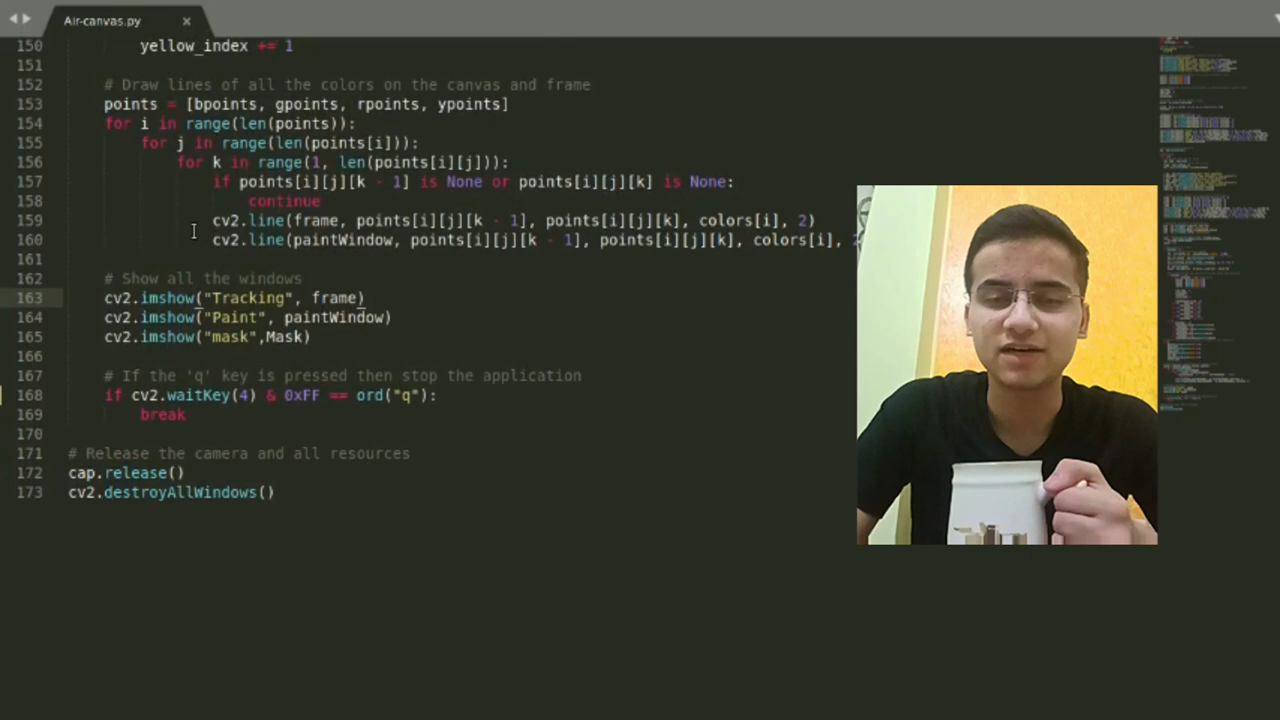 Air-canvas.py ×
150 yellow_index += 1
151
152 # Draw lines of all the colors on the canvas and frame
153 points = [bpoints, gpoints, rpoints, ypoints]
154 for i in range(len(points)):
155 for j in range(len(points[i])):
156 for k in range(1, len(points[i][j])):
157 if points[i][j][k - 1] is None or points[i][j][k] is None:
158 continue
159 cv2.line(frame, points[i][j][k - 1], points[i][j][k], colors[i], 2)
160 cv2.line(paintWindow, points[i][j][k - 1], points[i][j][k], colors[i],
161
162 # Show all the windows
163 cv2.imshow("Tracking", frame)
164 cv2.imshow("Paint", paintWindow)
165 cv2.imshow("mask",Mask)
166
167 # If the 'q' key is pressed then stop the application
168 if cv2.waitKey(4) & 0xFF == ord("q"):
169 break
170
171 # Release the camera and all resources
172 cap.release()
173 cv2.destroyAllWindows()